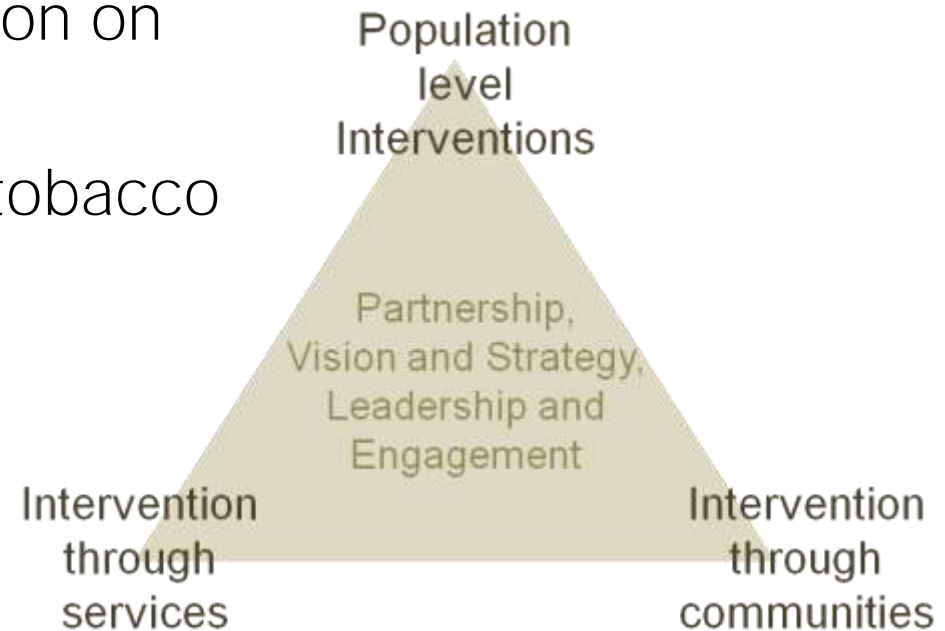 on on
tobacco
Population
level
Interventions
Partnership,
Vision and Strategy,
Leadership and
Engagement
Intervention
through
services
Intervention
through
communities